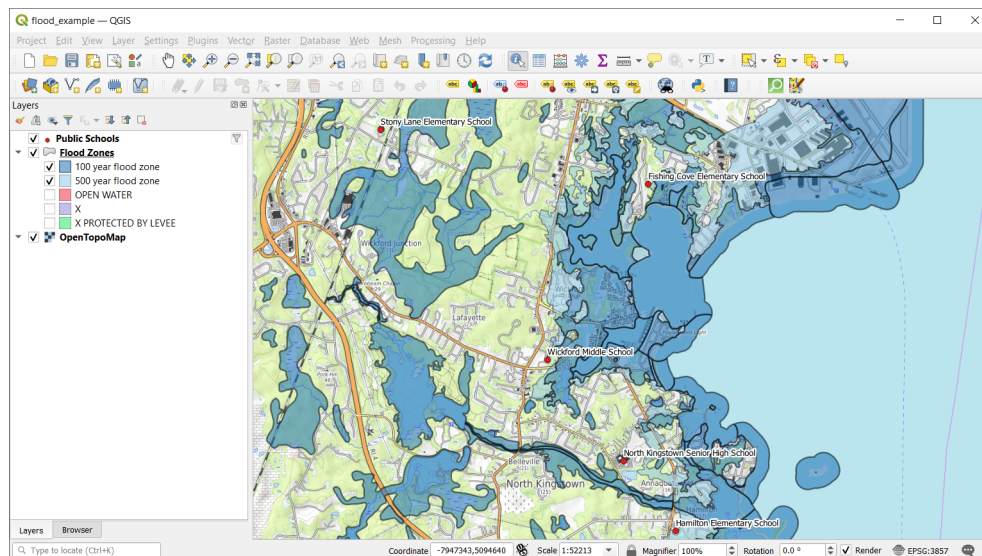 flood_example — QGIS
Project Edit View Layer Settings Plugins Vector Raster Database Web Mesh Processing Help
Layers
Public Schools
Flood Zones
100 year flood zone
500 year flood zone
OPEN WATER
X
X PROTECTED BY LEVEE
OpenTopoMap
Stony Lane Elementary School
Fishing Cove Elementary School
Wickford Junction
Lafayette
Wickford Middle School
North Kingstown Senior High School
Belleville
North Kingstown
Hamilton Elementary School
Layers Browser
Type to locate (Ctrl+K)
Coordinate -7947343,5094640 Scale 1:52213 Magnifier 100% Rotation 0.0 ° Render EPSG:3857